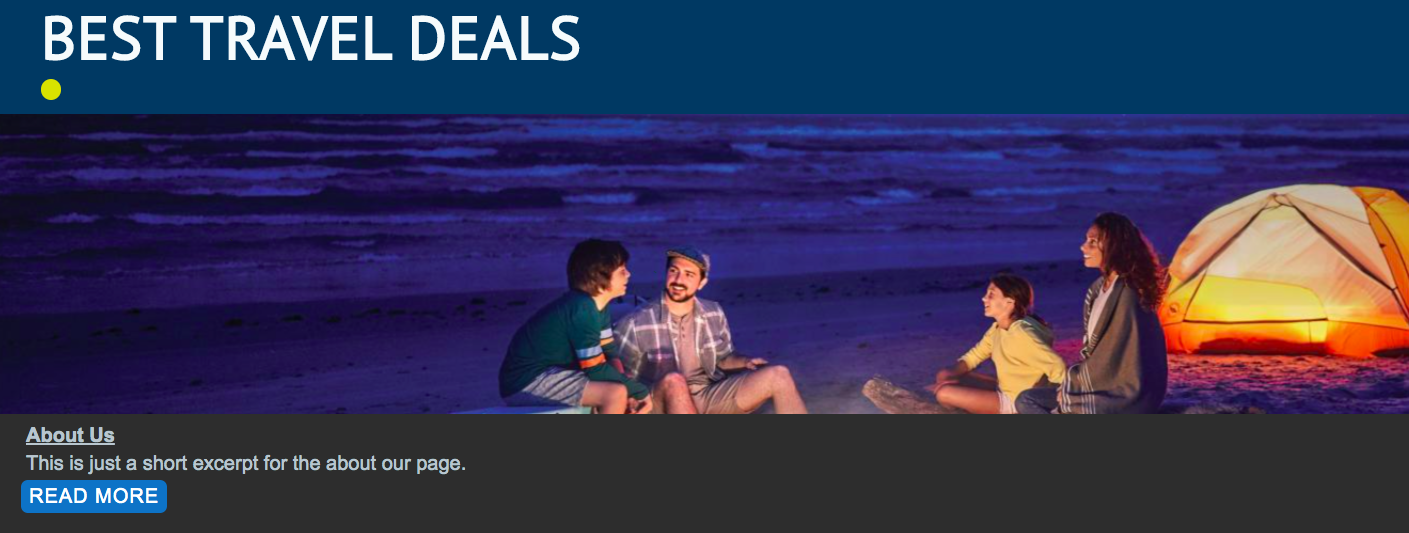 BEST TRAVEL DEALS
About Us
This is just a short excerpt for the about our page.
READ MORE